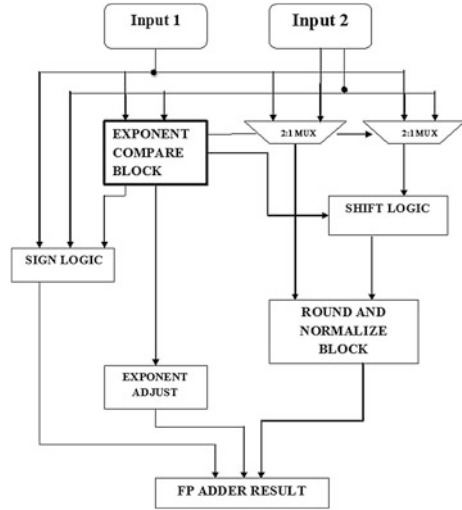 Input 1
Input 2
EXPONENT
COMPARE
BLOCK
2:1 MUX
2:1 MUX
SHIFT LOGIC
SIGN LOGIC
ROUND AND
NORMALIZE
BLOCK
EXPONENT
ADJUST
FP ADDER RESULT